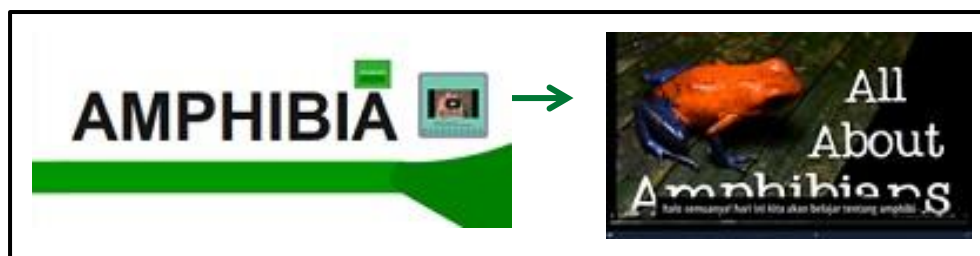 AMPHIBIA
All
About
Amphibians
halo semuanya! hari ini kita akan belajar tentang amphibi